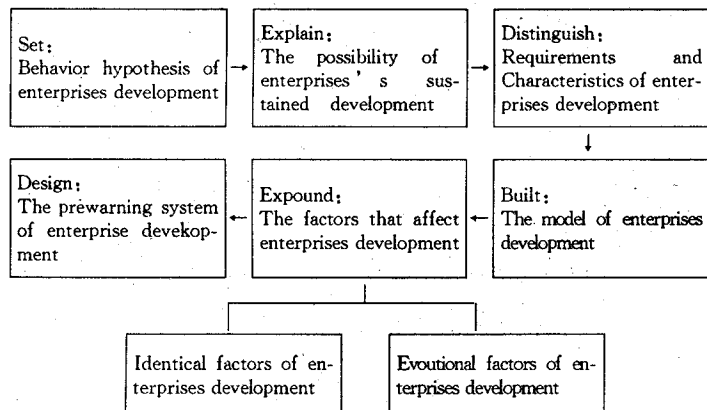 Set:
Behavior hypothesis of
enterprises development
Explain:
The possibility of
enterprises's sus-
tained development
Distinguish:
Requirements and
Characteristics of enter-
prises development
Design:
The prewarning system
of enterprise devekop-
ment
Expound:
The factors that affect
enterprises development
Built:
The model of enterprises
development
Identical factors of en-
terprises development
Evoutional factors of en-
terprises development